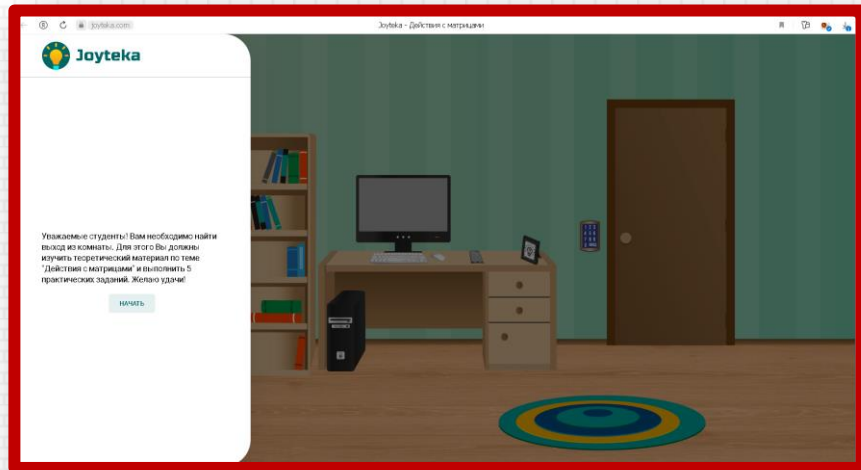 joyteka.com
Joyteka - Действия с матрицами
Joyteka
Уважаемые студенты! Вам необходимо найти
выход из комнаты. Для этого Вы должны
изучить теоретический материал по теме
"Действия с матрицами" и выполнить 5
практических заданий. Желаю удачи!
НАЧАТЬ